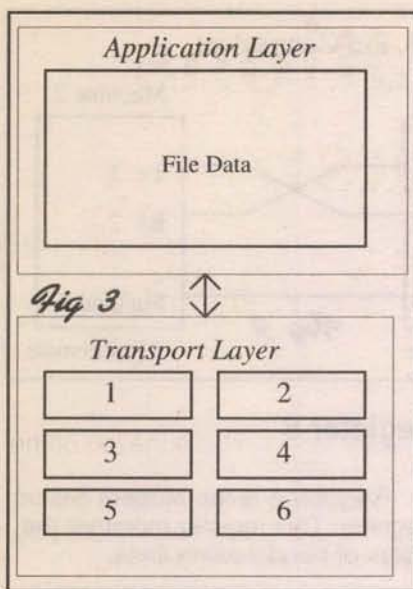 Application Layer
File Data
Fig 3
Transport Layer
1 2
3 4
5 6